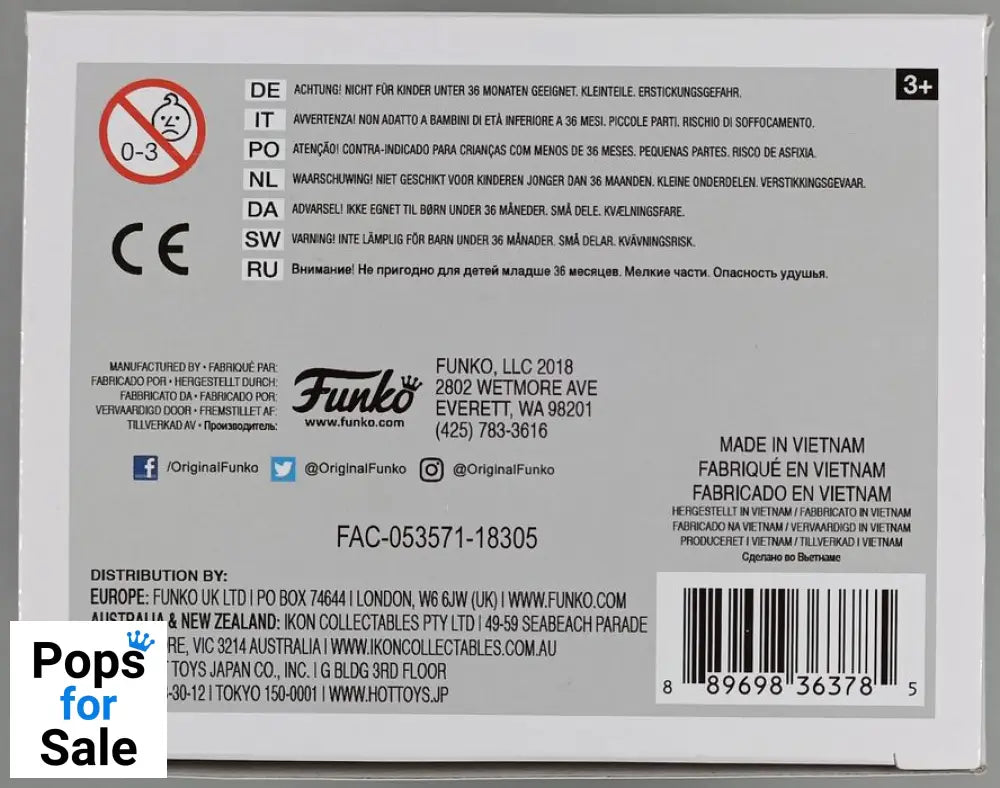 3+
0-3
DE ACHTUNG! NICHT FÜR KINDER UNTER 36 MONATEN GEEIGNET. KLEINTEILE. ERSTICKUNGSGEFAHR.
IT AVVERTENZA! NON ADATTO A BAMBINI DI ETÀ INFERIORE A 36 MESI. PICCOLE PARTI. RISCHIO DI SOFFOCAMENTO.
PO ATENÇÃO! CONTRA-INDICADO PARA CRIANÇAS COM MENOS DE 36 MESES. PEQUENAS PARTES. RISCO DE ASFIXIA.
NL WAARSCHUWING! NIET GESCHIKT VOOR KINDEREN JONGER DAN 36 MAANDEN. KLEINE ONDERDELEN. VERSTIKKINGSGEVAAR.
DA ADVARSEL! IKKE EGNET TIL BØRN UNDER 36 MÅNEDER. SMÅ DELE. KVÆLNINGSFARE.
SW VARNING! INTE LÄMPLIG FÖR BARN UNDER 36 MÅNADER. SMÅ DELAR. KVÄVNINGSRISK.
RU Внимание! Не пригодно для детей младше 36 месяцев. Мелкие части. Опасность удушья.
CE
MANUFACTURED BY • FABRIQUÉ PAR:
FABRICADO POR • HERGESTELLT DURCH:
FABBRICATO DA • FABRICADO POR:
VERVAARDIGD DOOR • FREMSTILLET AF:
TILLVERKAD AV • Производитель:
Funko
www.funko.com
FUNKO, LLC 2018
2802 WETMORE AVE
EVERETT, WA 98201
(425) 783-3616
/OriginalFunko @OriginalFunko @OriginalFunko
FAC-053571-18305
MADE IN VIETNAM
FABRIQUÉ EN VIETNAM
FABRICADO EN VIETNAM
HERGESTELLT IN VIETNAM / FABBRICATO IN VIETNAM
FABRICADO NA VIETNAM / VERVAARDIGD IN VIETNAM
PRODUCERET I VIETNAM / TILLVERKAD I VIETNAM
Сделано во Вьетнаме
DISTRIBUTION BY:
EUROPE: FUNKO UK LTD | PO BOX 74644 | LONDON, W6 6JW (UK) | WWW.FUNKO.COM
AUSTRALIA & NEW ZEALAND: IKON COLLECTABLES PTY LTD | 49-59 SEABEACH PARADE
RE, VIC 3214 AUSTRALIA | WWW.IKONCOLLECTABLES.COM.AU
TOYS JAPAN CO., INC. | G BLDG 3RD FLOOR
-30-12 | TOKYO 150-0001 | WWW.HOTTOYS.JP
8 89698 36378 5
Pops
for
Sale